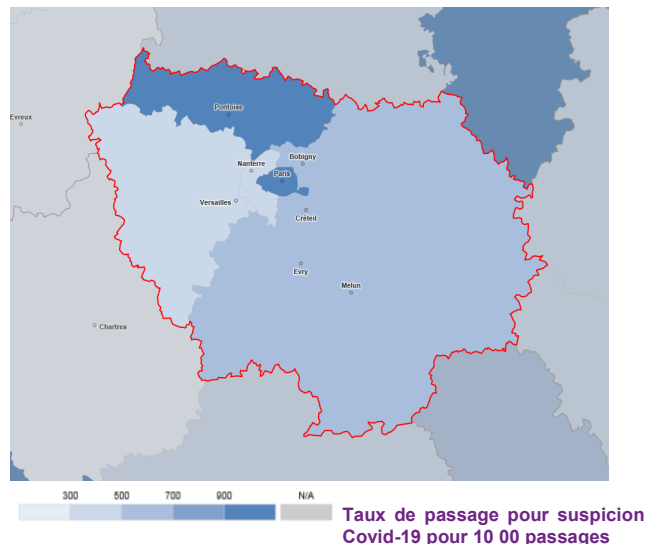 Pontoise
Evreux
Nanterre
Bobigny
Paris
Versailles
Créteil
Evry
Melun
Chartres
300 500 700 900 N/A
Taux de passage pour suspicion
Covid-19 pour 10 00 passages